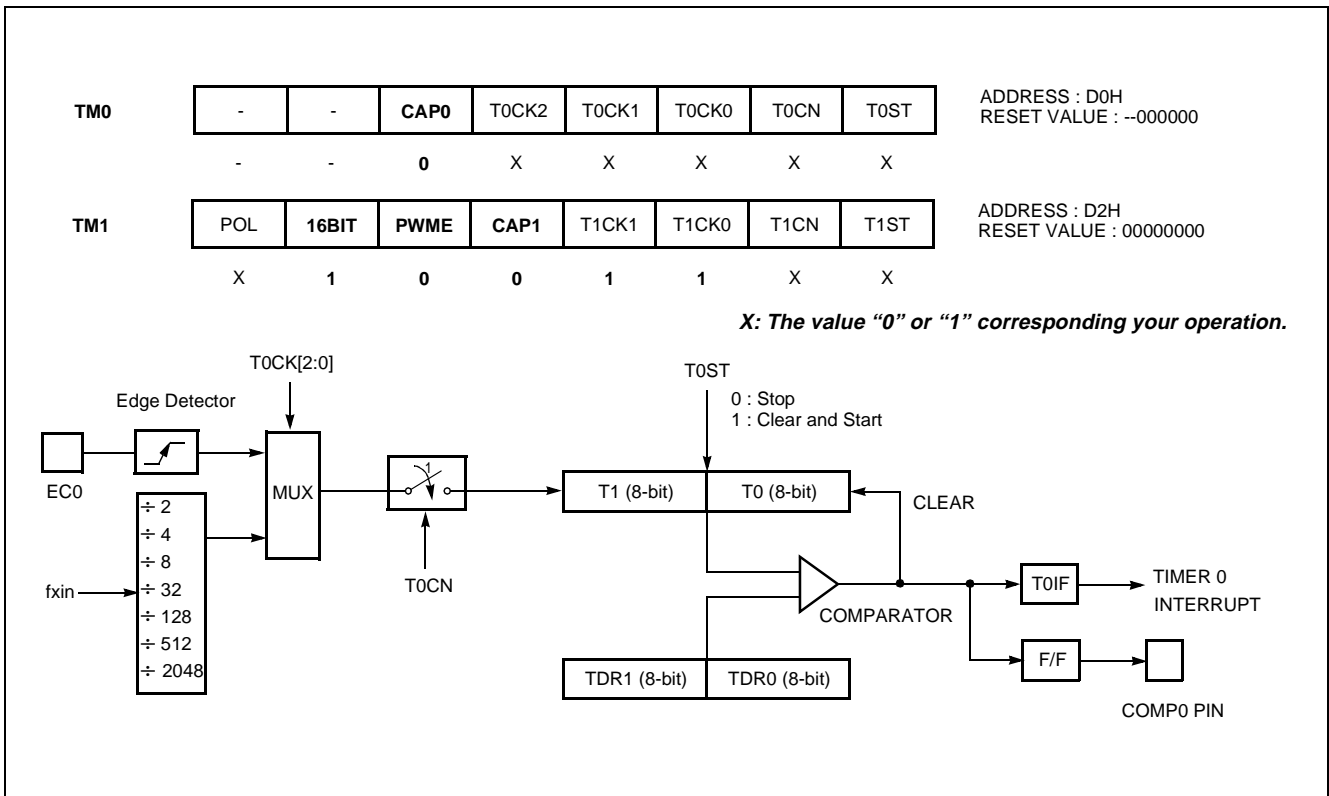 TM0 - - CAP0 T0CK2 T0CK1 T0CK0 T0CN T0ST ADDRESS : D0H
RESET VALUE : --000000
- - 0 X X X X X
TM1 POL 16BIT PWME CAP1 T1CK1 T1CK0 T1CN T1ST ADDRESS : D2H
RESET VALUE : 00000000
X 1 0 0 1 1 X X
X: The value “0” or “1” corresponding your operation.
T0CK[2:0]
T0ST
0 : Stop
1 : Clear and Start
Edge Detector
EC0
MUX
1
T1 (8-bit) T0 (8-bit)
CLEAR
fxin
÷ 2
÷ 4
÷ 8
÷ 32
÷ 128
÷ 512
÷ 2048
T0CN
COMPARATOR
T0IF
TIMER 0
INTERRUPT
F/F
COMP0 PIN
TDR1 (8-bit) TDR0 (8-bit)